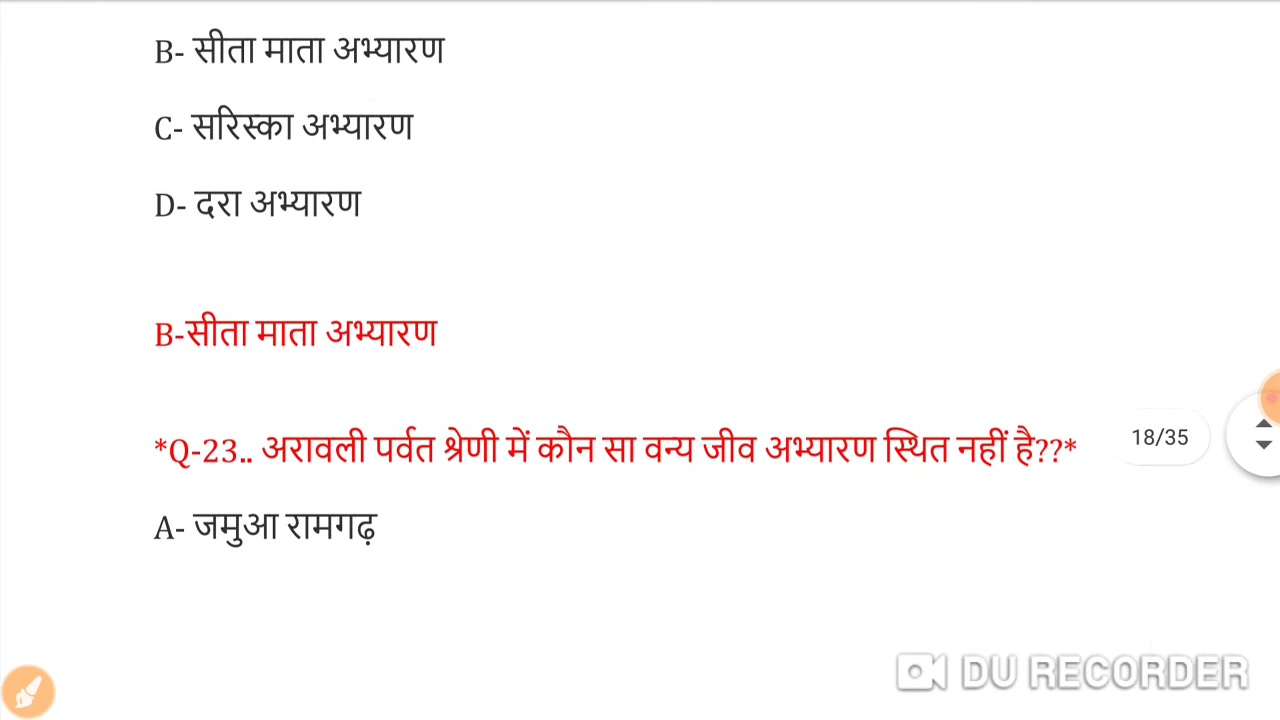 B- सीता माता अभ्यारण
C- सरिस्का अभ्यारण
D- दरा अभ्यारण
B-सीता माता अभ्यारण
*Q-23.. अरावली पर्वत श्रेणी में कौन सा वन्य जीव अभ्यारण स्थित नहीं है??*
18/35
A- जमुआ रामगढ़
DU RECORDER